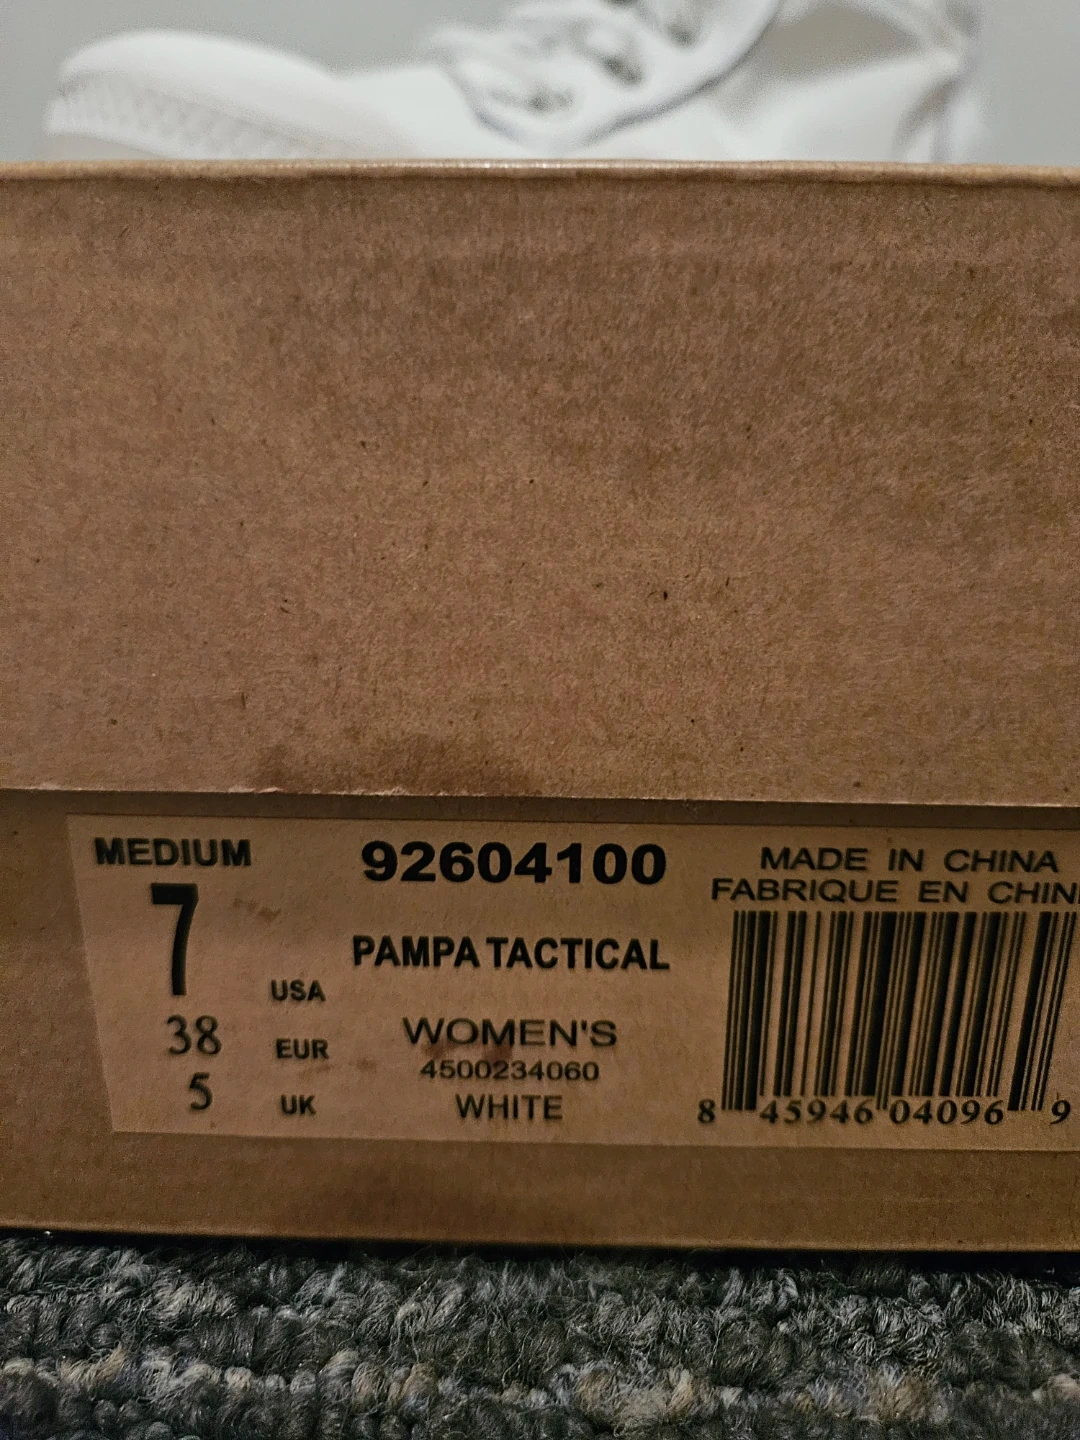 MEDIUM
7 USA
38 EUR
5 UK
92604100
PAMPA TACTICAL
WOMEN'S
4500234060
WHITE
MADE IN CHINA
FABRIQUE EN CHIN
8 45946 04096 9